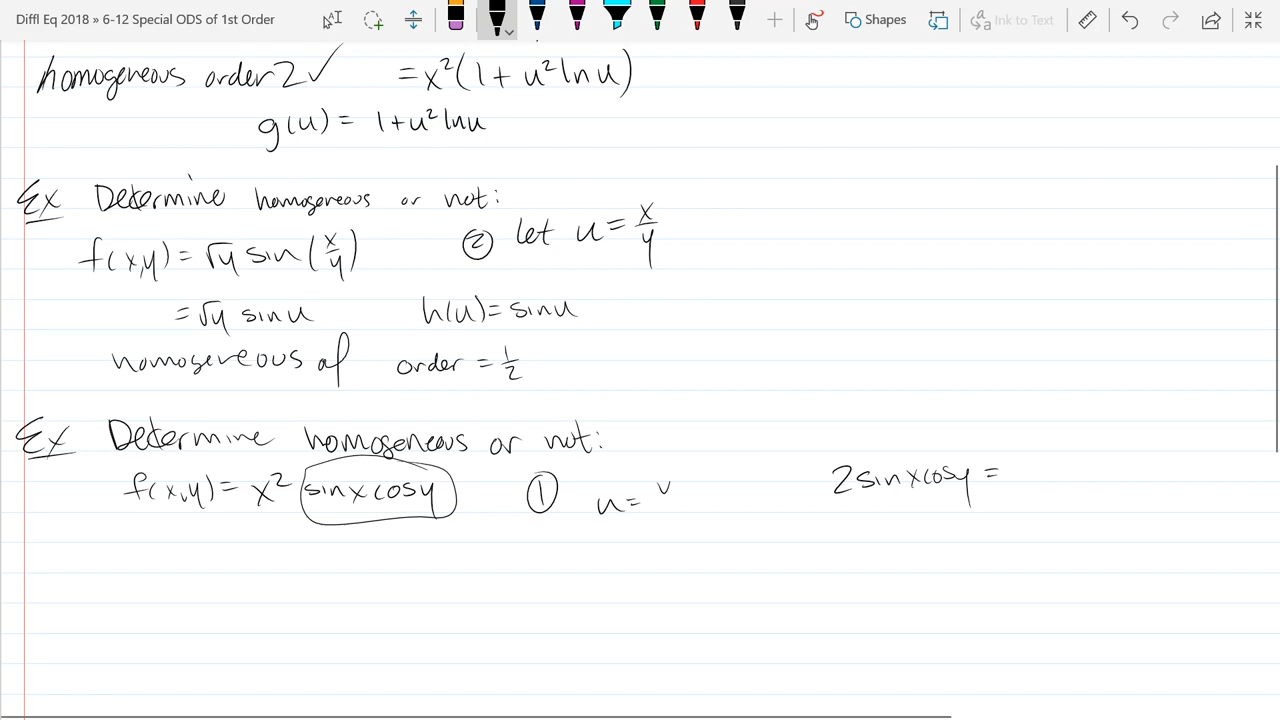 Diffl Eq 2018 » 6-12 Special ODS of 1st Order
Shapes
Ink to Text
homogeneous order 2 ✓ = x²(1 + u² ln u)
g(u) = 1 + u² ln u
Ex Determine homogeneous or not:
f(x,y) = √y sin(x/y) ② let u = x/y
= √y sin u h(u) = sin u
homogeneous of order = 1/2
Ex Determine homogeneous or not:
f(x,y) = x² sin x cos y ① u = 2 sin x cos y =